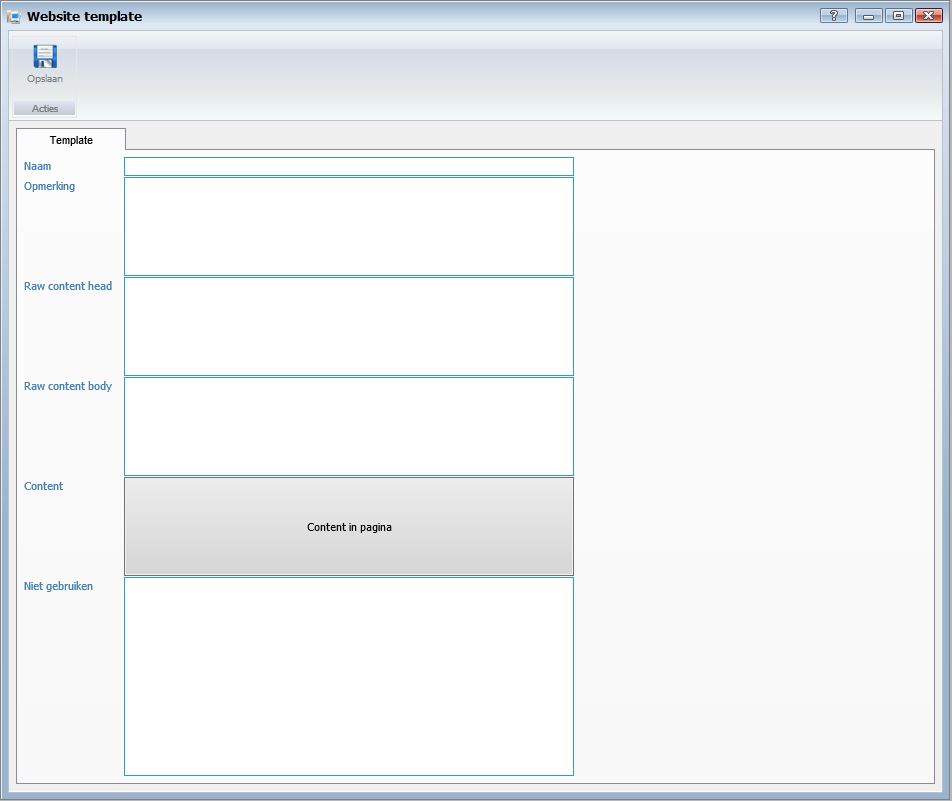 Website template
?
Opslaan
Acties
Template
Naam
Opmerking
Raw content head
Raw content body
Content
Content in pagina
Niet gebruiken